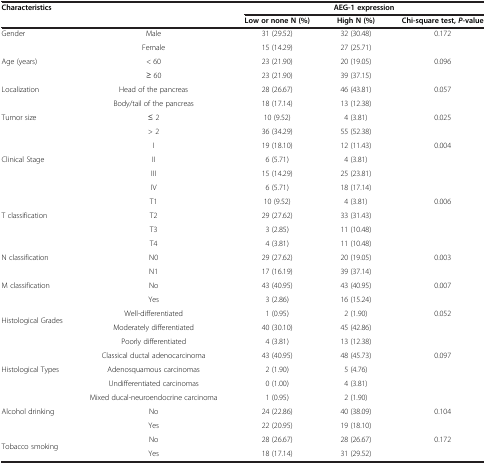 Characteristics AEG-1 expression
Low or none N (%) High N (%) Chi-square test, P-value
Gender Male 31 (29.52) 32 (30.48) 0.172
Female 15 (14.29) 27 (25.71)
Age (years) < 60 23 (21.90) 20 (19.05) 0.096
≥ 60 23 (21.90) 39 (37.15)
Localization Head of the pancreas 28 (26.67) 46 (43.81) 0.057
Body/tail of the pancreas 18 (17.14) 13 (12.38)
Tumor size ≤ 2 10 (9.52) 4 (3.81) 0.025
> 2 36 (34.29) 55 (52.38)
I 19 (18.10) 12 (11.43) 0.004
Clinical Stage II 6 (5.71) 4 (3.81)
III 15 (14.29) 25 (23.81)
IV 6 (5.71) 18 (17.14)
T1 10 (9.52) 4 (3.81) 0.006
T classification T2 29 (27.62) 33 (31.43)
T3 3 (2.85) 11 (10.48)
T4 4 (3.81) 11 (10.48)
N classification N0 29 (27.62) 20 (19.05) 0.003
N1 17 (16.19) 39 (37.14)
M classification No 43 (40.95) 43 (40.95) 0.007
Yes 3 (2.86) 16 (15.24)
Histological Grades Well-differentiated 1 (0.95) 2 (1.90) 0.052
Moderately differentiated 40 (30.10) 45 (42.86)
Poorly differentiated 4 (3.81) 13 (12.38)
Classical ductal adenocarcinoma 43 (40.95) 48 (45.73) 0.097
Histological Types Adenosquamous carcinomas 2 (1.90) 5 (4.76)
Undifferentiated carcinomas 0 (1.00) 4 (3.81)
Mixed ducal-neuroendocrine carcinoma 1 (0.95) 2 (1.90)
Alcohol drinking No 24 (22.86) 40 (38.09) 0.104
Yes 22 (20.95) 19 (18.10)
Tobacco smoking No 28 (26.67) 28 (26.67) 0.172
Yes 18 (17.14) 31 (29.52)